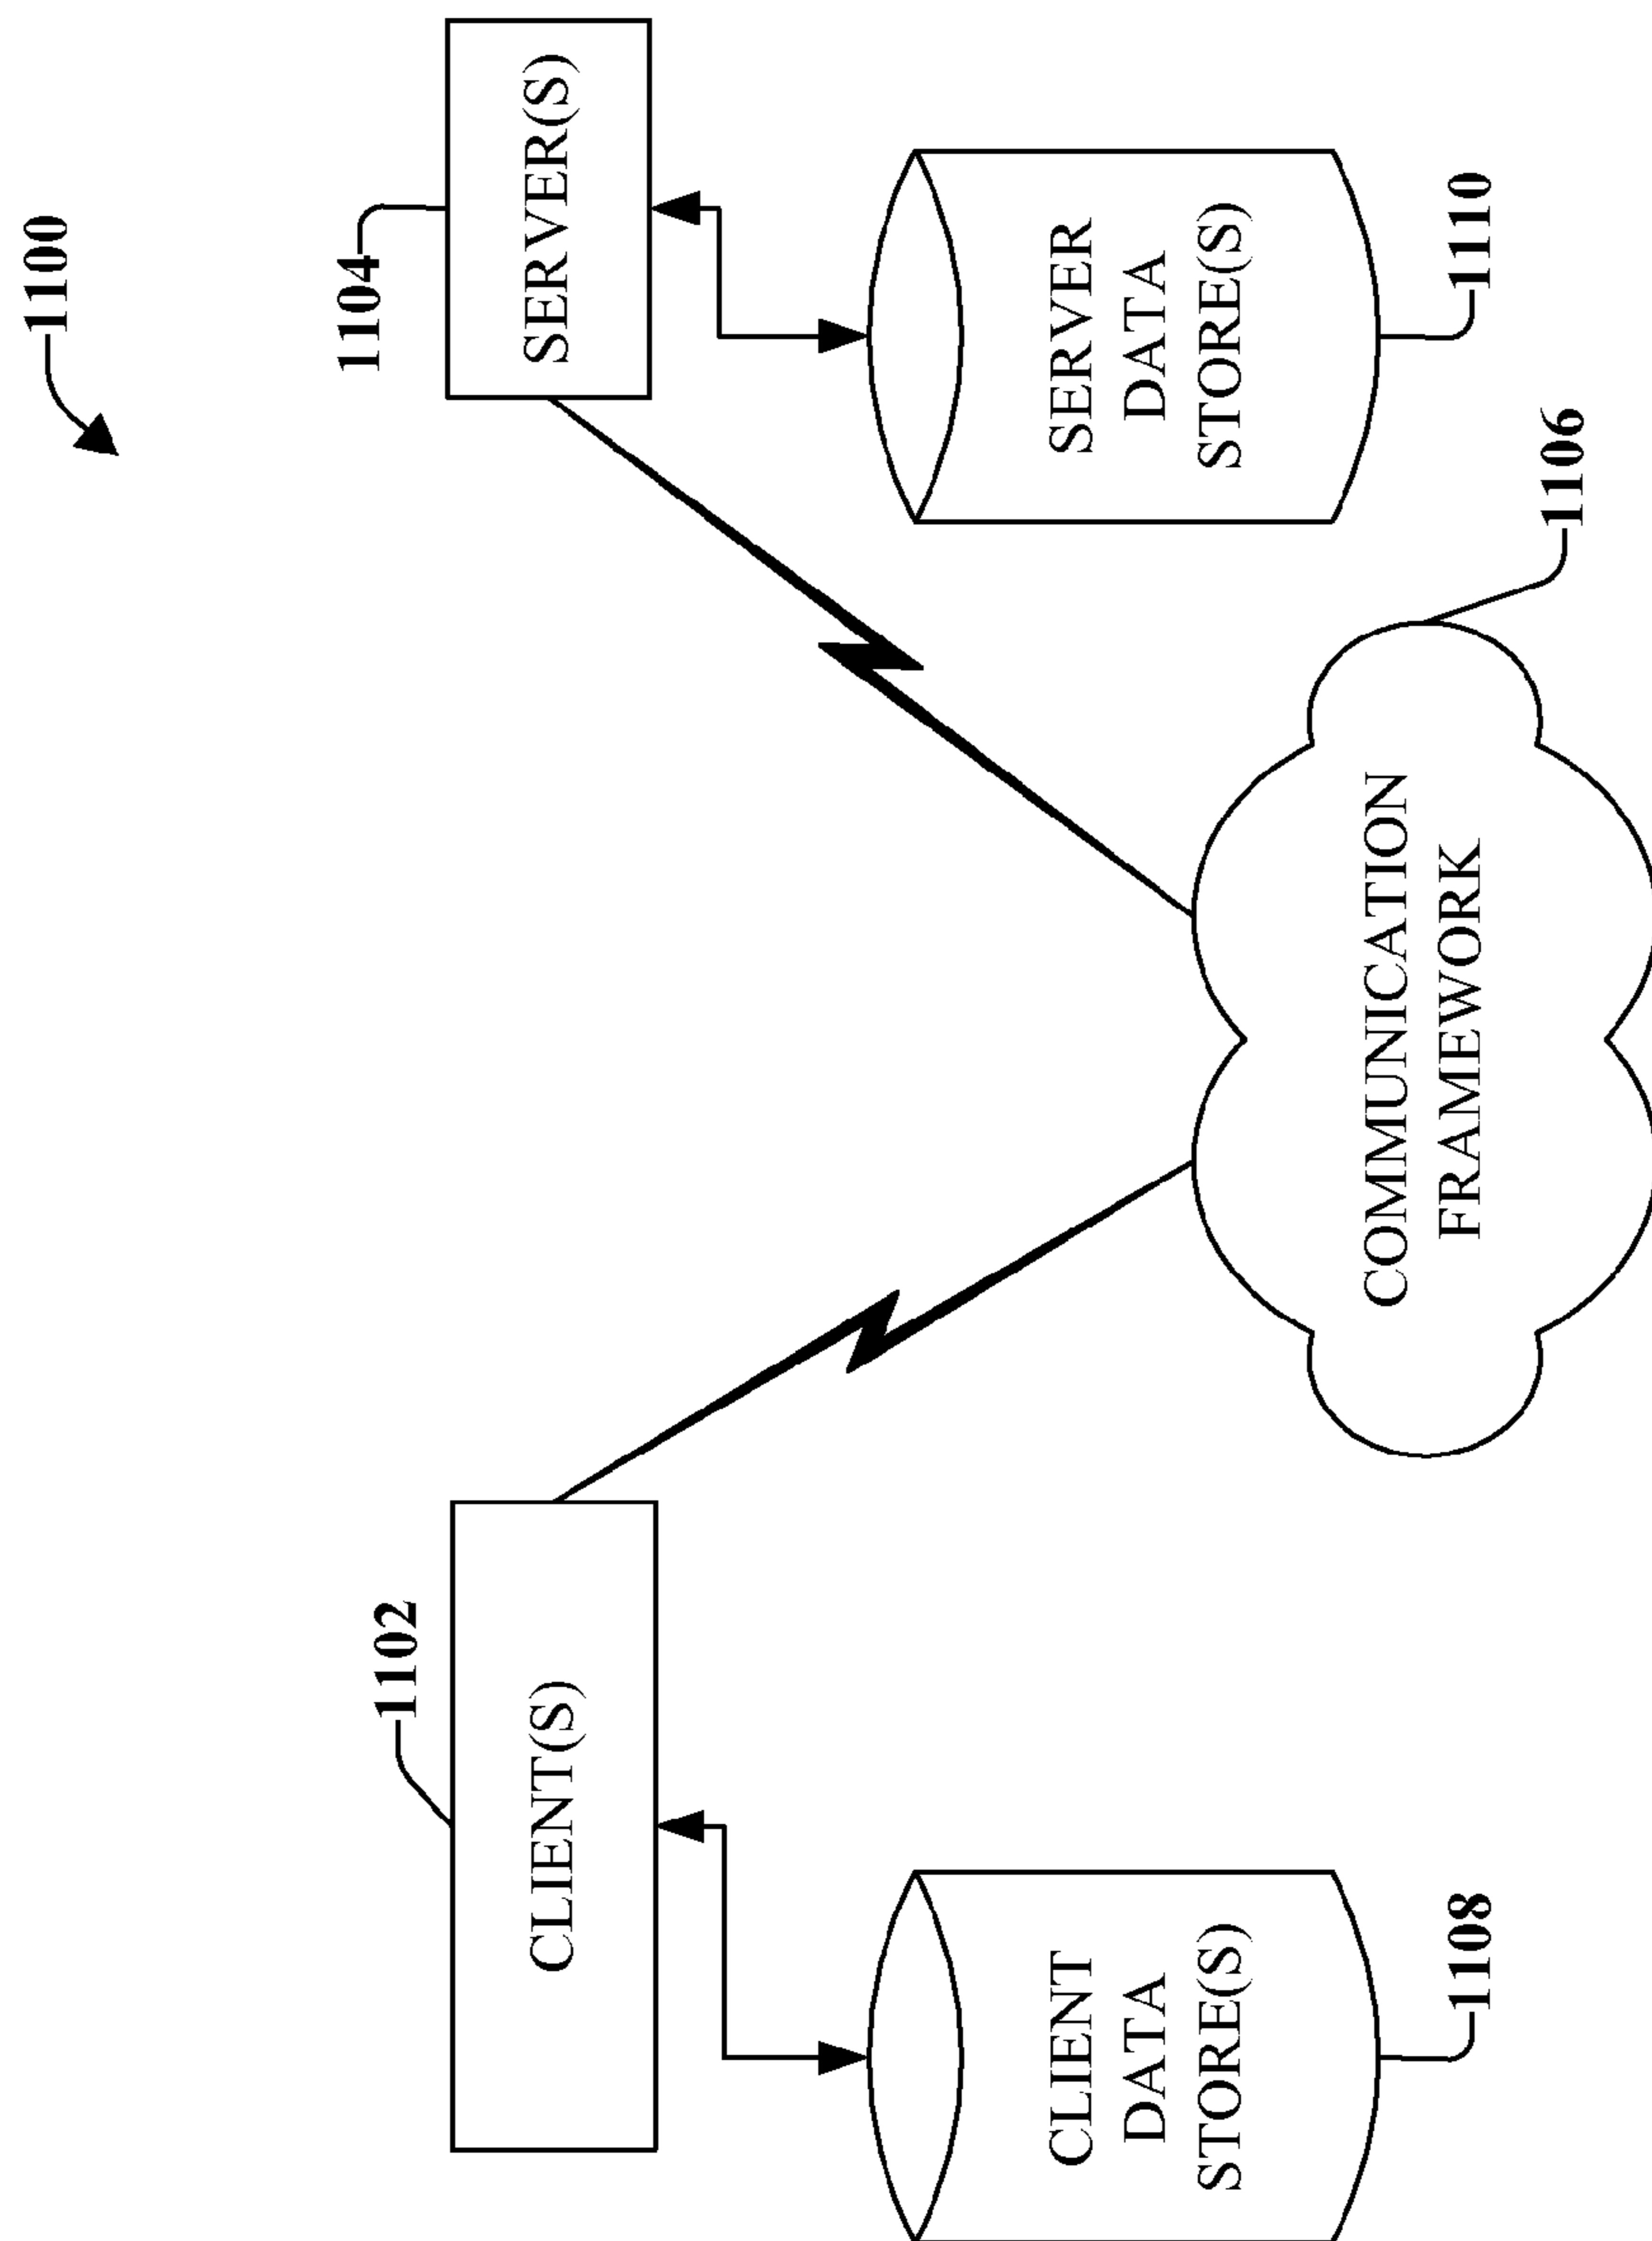 1100
1102
1104
CLIENT(S)
SERVER(S)
CLIENT
DATA
STORE(S)
SERVER
DATA
STORE(S)
COMMUNICATION
FRAMEWORK
1108
1110
1106